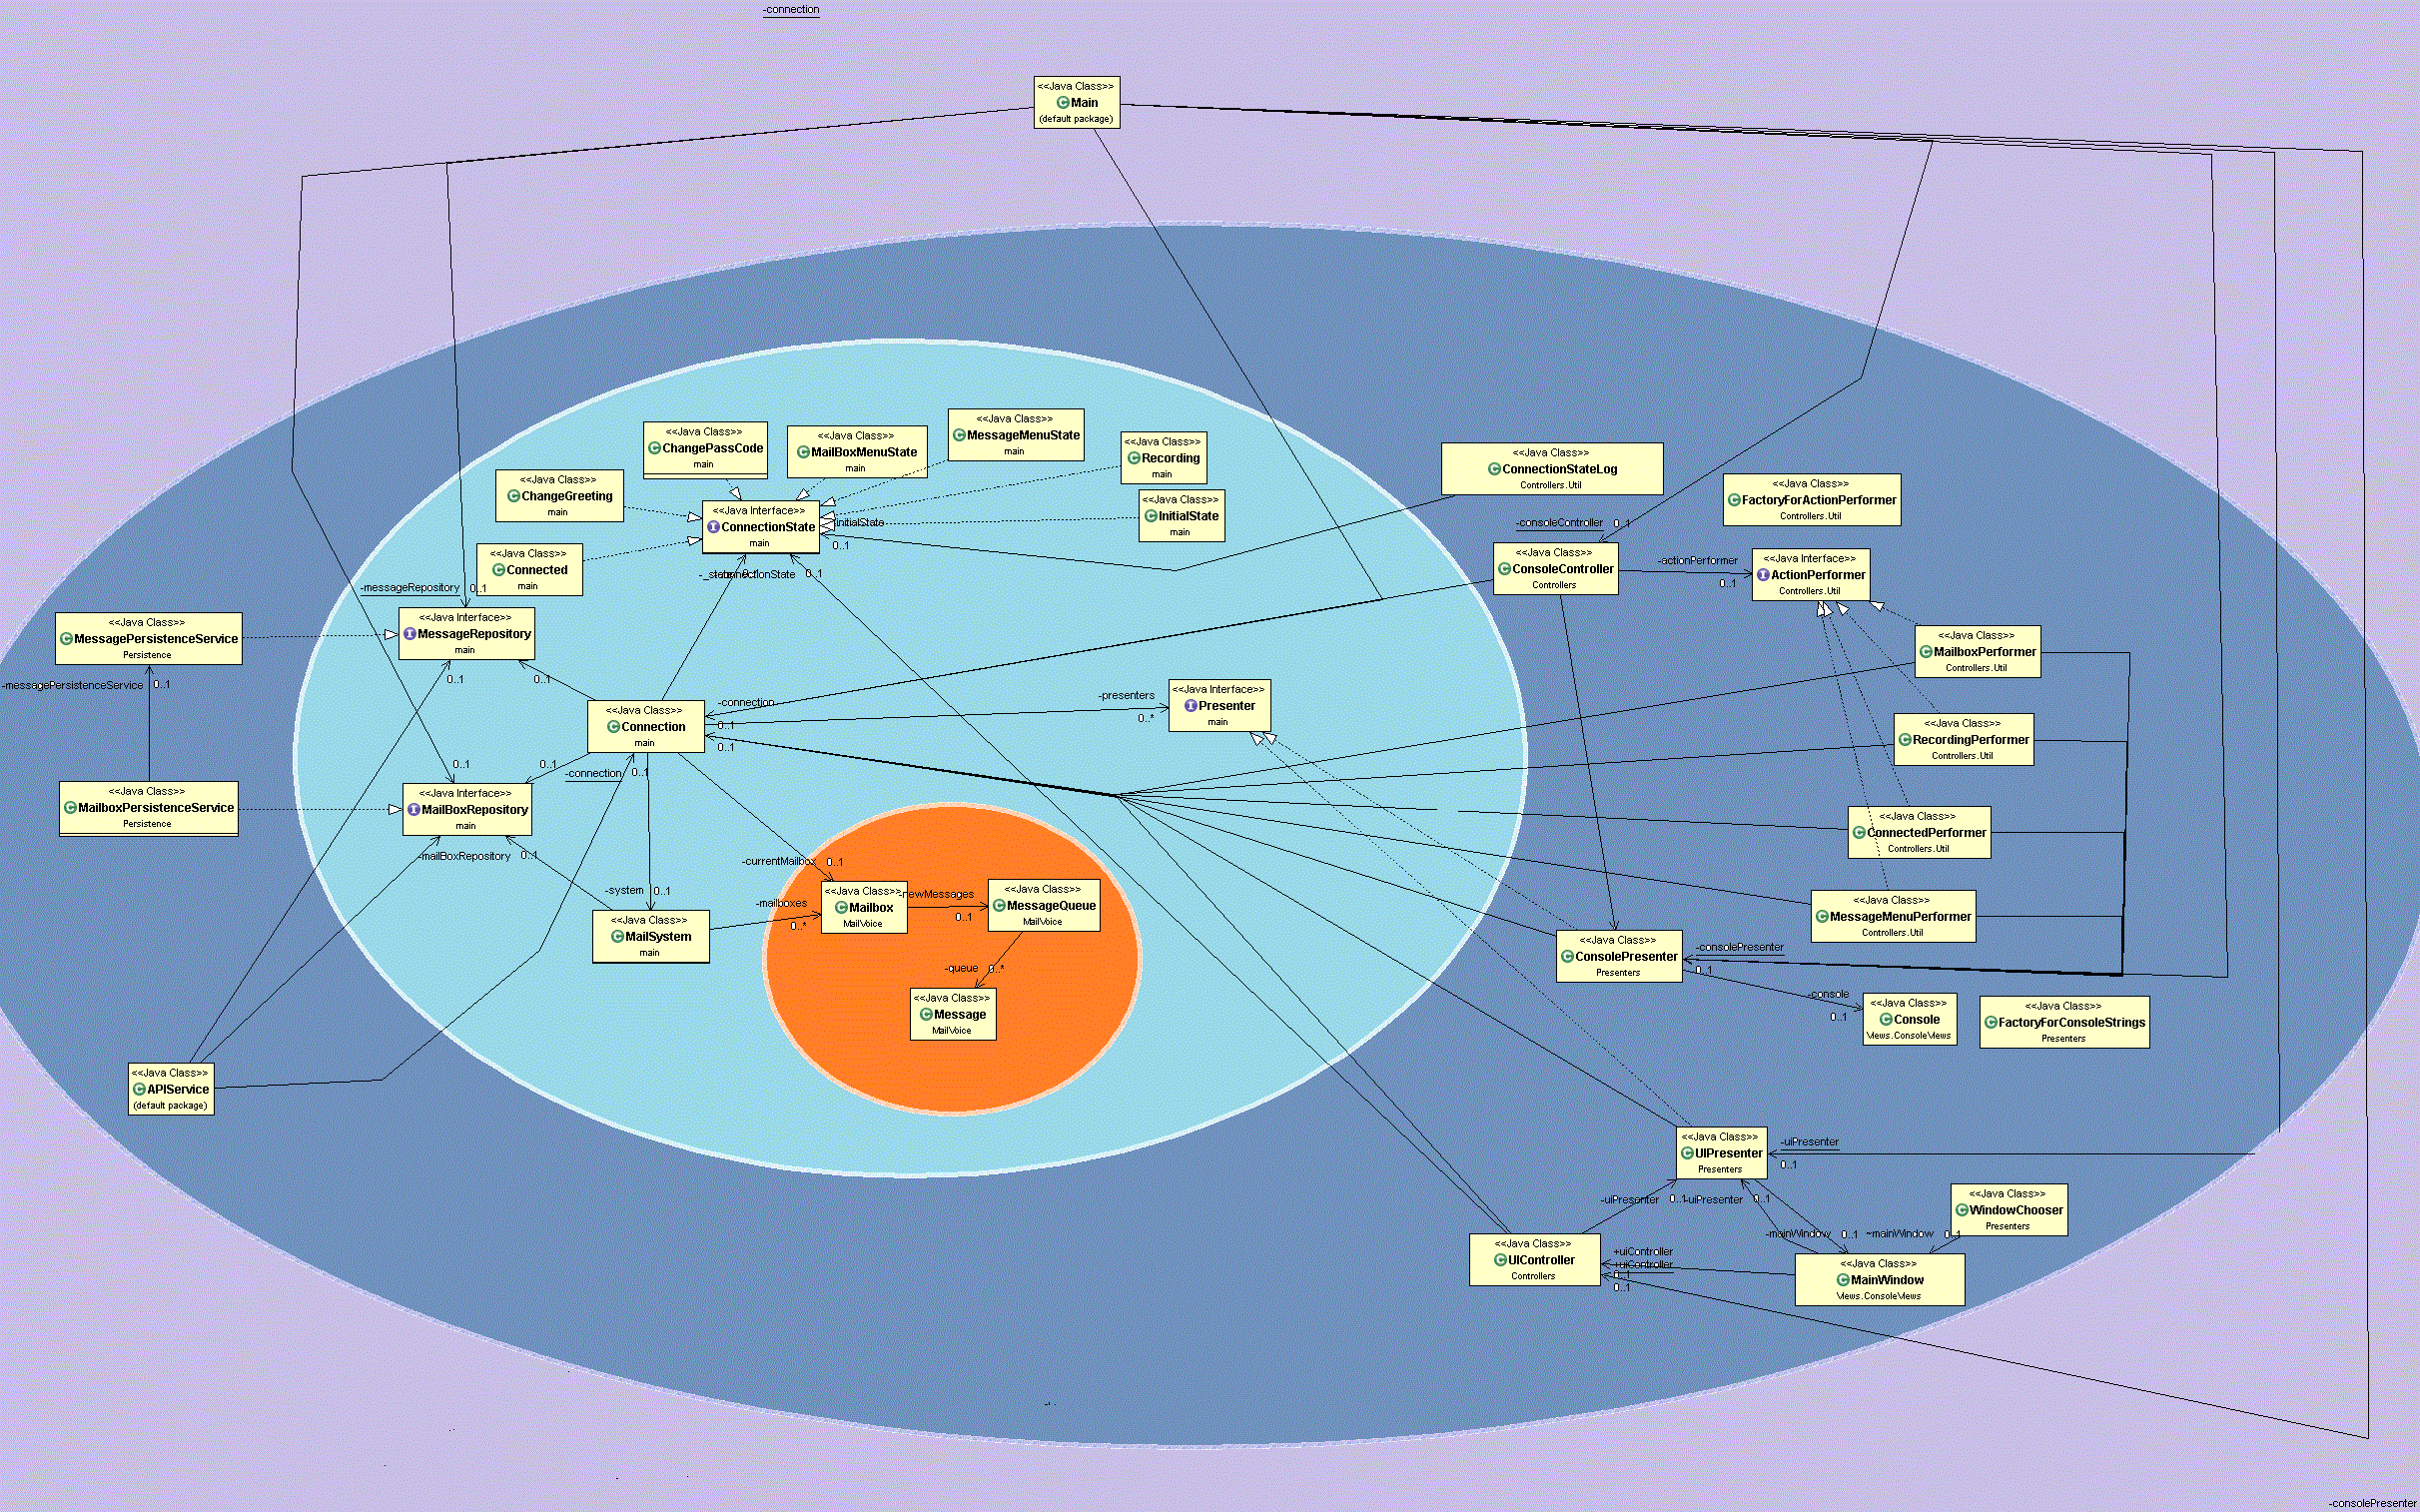 -connection
<<Java Class>>
Main
(default package)
<<Java Class>>
ChangePassCode
main
<<Java Class>>
MailBoxMenuState
main
<<Java Class>>
MessageMenuState
main
<<Java Class>>
Recording
main
<<Java Class>>
ChangeGreeting
main
<<Java Interface>>
ConnectionState
main
-initialState
0..1
<<Java Class>>
InitialState
main
<<Java Class>>
Connected
main
-_state
0..1
-connectionState
0..1
<<Java Class>>
ConnectionStateLog
Controllers.Util
<<Java Class>>
FactoryForActionPerformer
Controllers.Util
-consoleController
0..1
<<Java Class>>
ConsoleController
Controllers
-actionPerformer
0..1
<<Java Interface>>
ActionPerformer
Controllers.Util
-messageRepository
0..1
<<Java Class>>
MessagePersistenceService
Persistence
<<Java Interface>>
MessageRepository
main
-messagePersistenceService
0..1
0..1
0..1
<<Java Class>>
MailboxPerformer
Controllers.Util
<<Java Class>>
Connection
main
-connection
0..1
0..1
-presenters
0..*
<<Java Interface>>
Presenter
main
<<Java Class>>
RecordingPerformer
Controllers.Util
0..1
0..1
-connection
0..1
<<Java Class>>
MailboxPersistenceService
Persistence
<<Java Interface>>
MailBoxRepository
main
<<Java Class>>
ConnectedPerformer
Controllers.Util
-mailBoxRepository
0..1
-currentMailbox
0..1
-system
0..1
-mailboxes
0..*
<<Java Class>>
Mailbox
MailVoice
-newMessages
0..1
<<Java Class>>
MessageQueue
MailVoice
<<Java Class>>
MessageMenuPerformer
Controllers.Util
<<Java Class>>
MailSystem
main
-queue
0..*
<<Java Class>>
Message
MailVoice
<<Java Class>>
ConsolePresenter
Presenters
-consolePresenter
0..1
-console
0..1
<<Java Class>>
Console
Views.ConsoleViews
<<Java Class>>
FactoryForConsoleStrings
Presenters
<<Java Class>>
APIService
(default package)
<<Java Class>>
UIPresenter
Presenters
-uiPresenter
0..1
-uiPresenter
0..1
-uiPresenter
0..1
<<Java Class>>
WindowChooser
Presenters
-mainWindow
0..1
-mainWindow
0..1
<<Java Class>>
UIController
Controllers
+uiController
+uiController
0..1
0..1
<<Java Class>>
MainWindow
Views.ConsoleViews
-consolePresenter